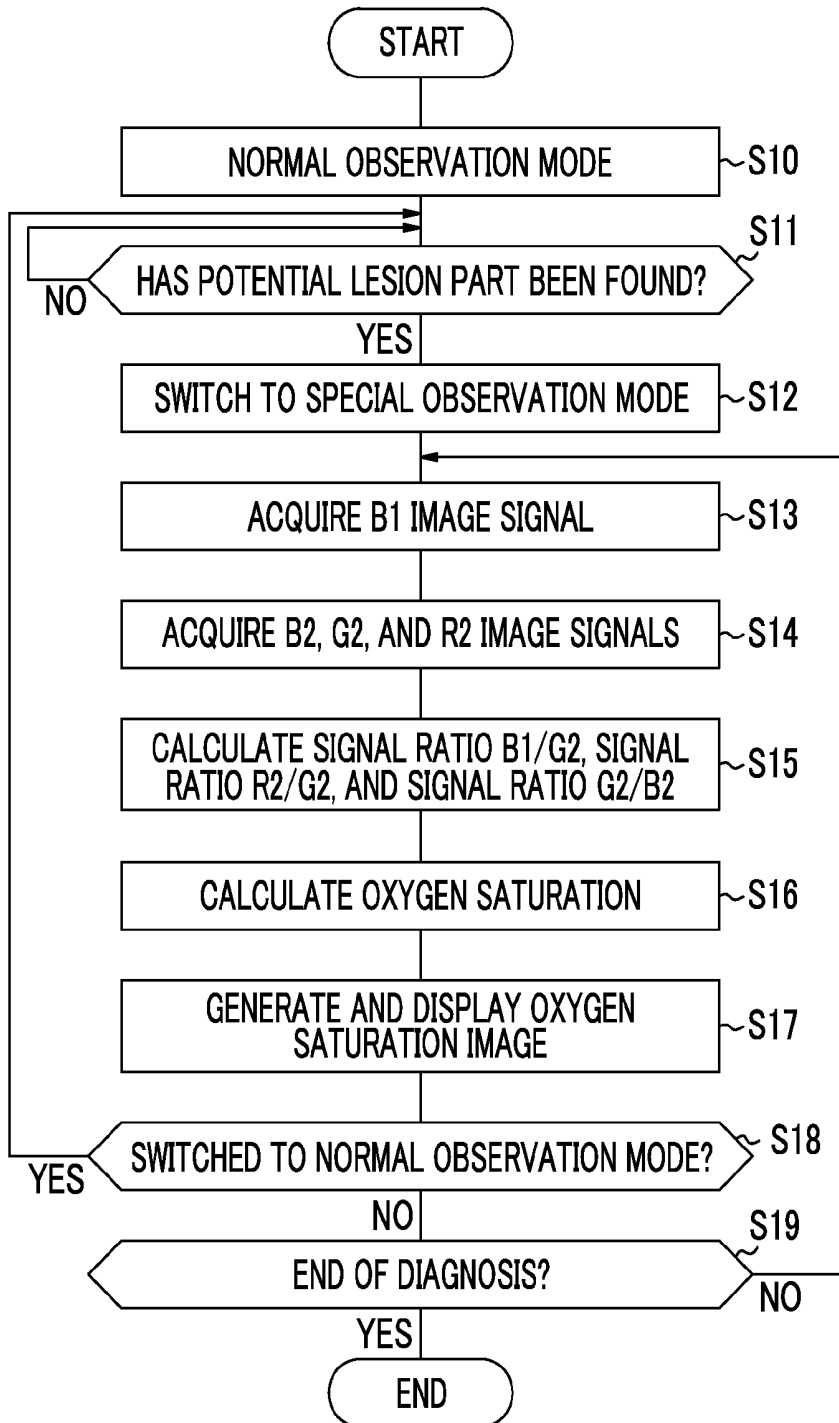 START
NORMAL OBSERVATION MODE
S10
S11
HAS POTENTIAL LESION PART BEEN FOUND?
NO
YES
SWITCH TO SPECIAL OBSERVATION MODE
S12
ACQUIRE B1 IMAGE SIGNAL
S13
ACQUIRE B2, G2, AND R2 IMAGE SIGNALS
S14
CALCULATE SIGNAL RATIO B1/G2, SIGNAL
RATIO R2/G2, AND SIGNAL RATIO G2/B2
S15
CALCULATE OXYGEN SATURATION
S16
GENERATE AND DISPLAY OXYGEN
SATURATION IMAGE
S17
SWITCHED TO NORMAL OBSERVATION MODE?
S18
YES
NO
S19
END OF DIAGNOSIS?
NO
YES
END